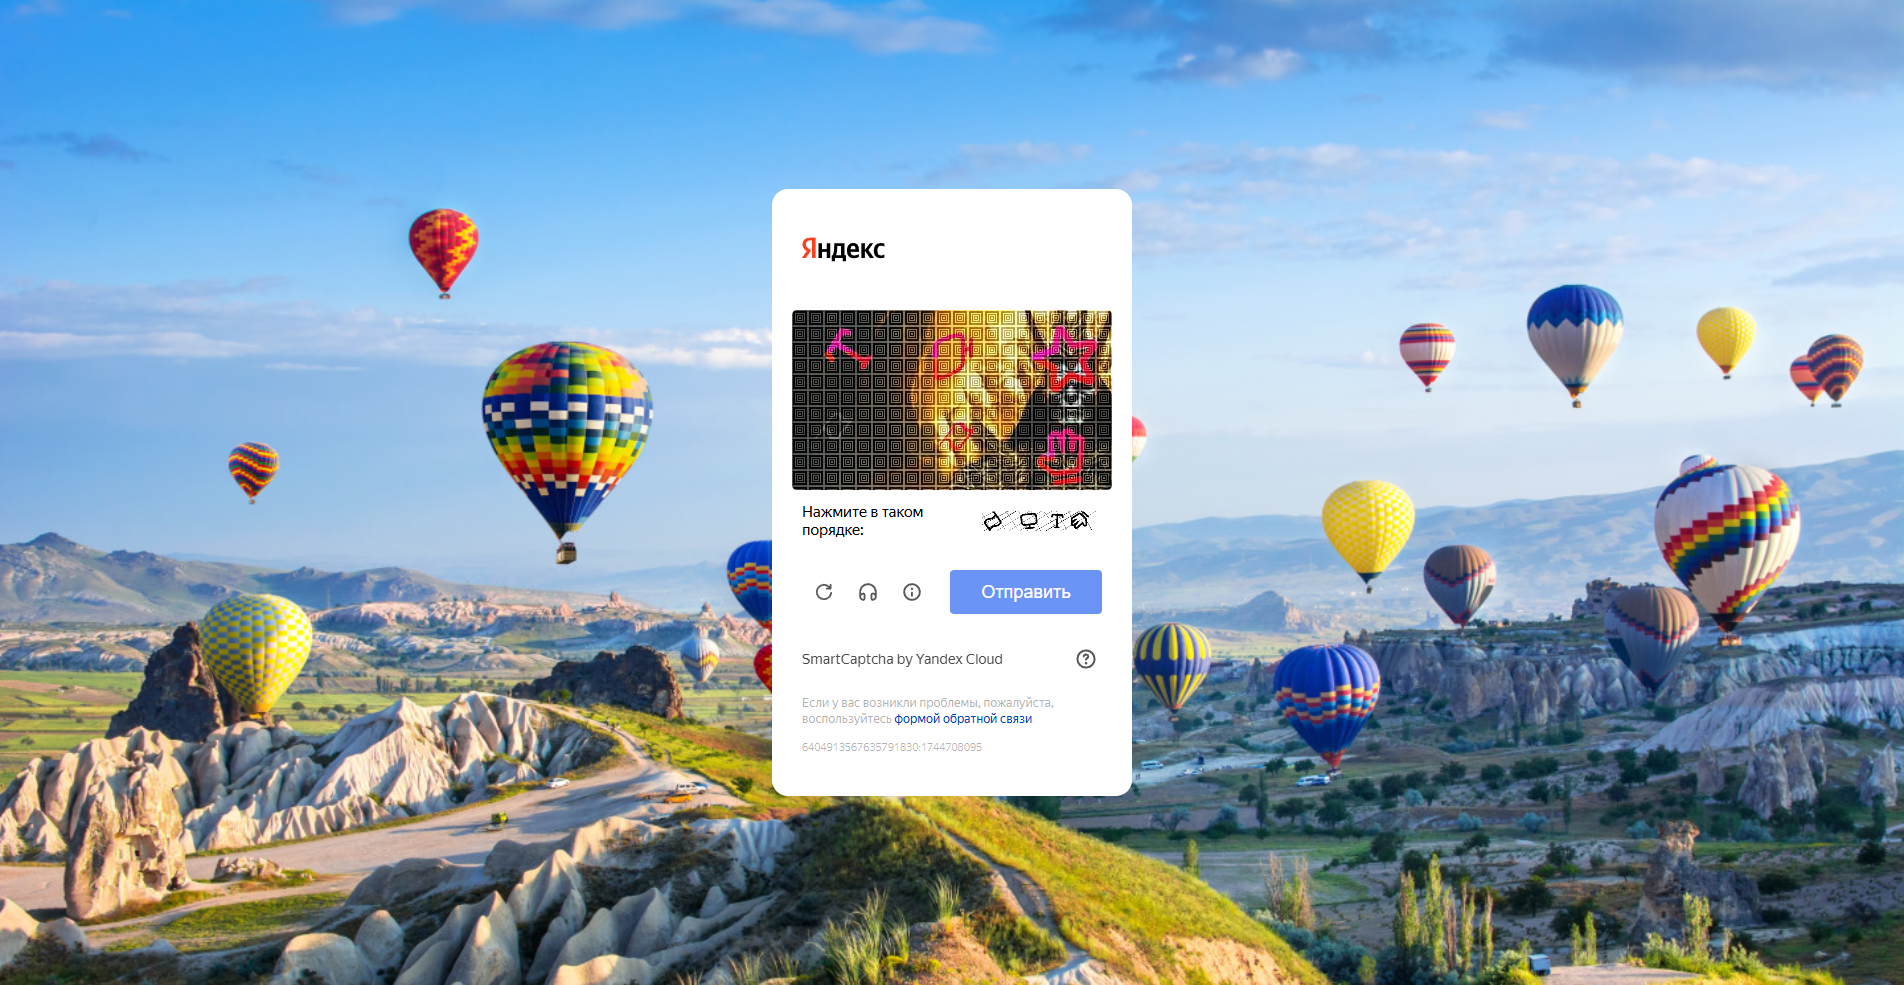 Яндекс
T
Нажмите в таком
порядке:
T
Отправить
SmartCaptcha by Yandex Cloud
Если у вас возникли проблемы, пожалуйста,
воспользуйтесь формой обратной связи
6404913567635791830:1744708095